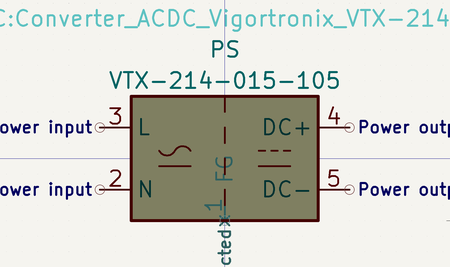 C:Converter_ACDC_Vigortronix_VTX-214
PS
VTX-214-015-105
ower input 3 L DC+ 4 Power outp
FG
ower input 2 N DC- 5 Power outp
1
cted